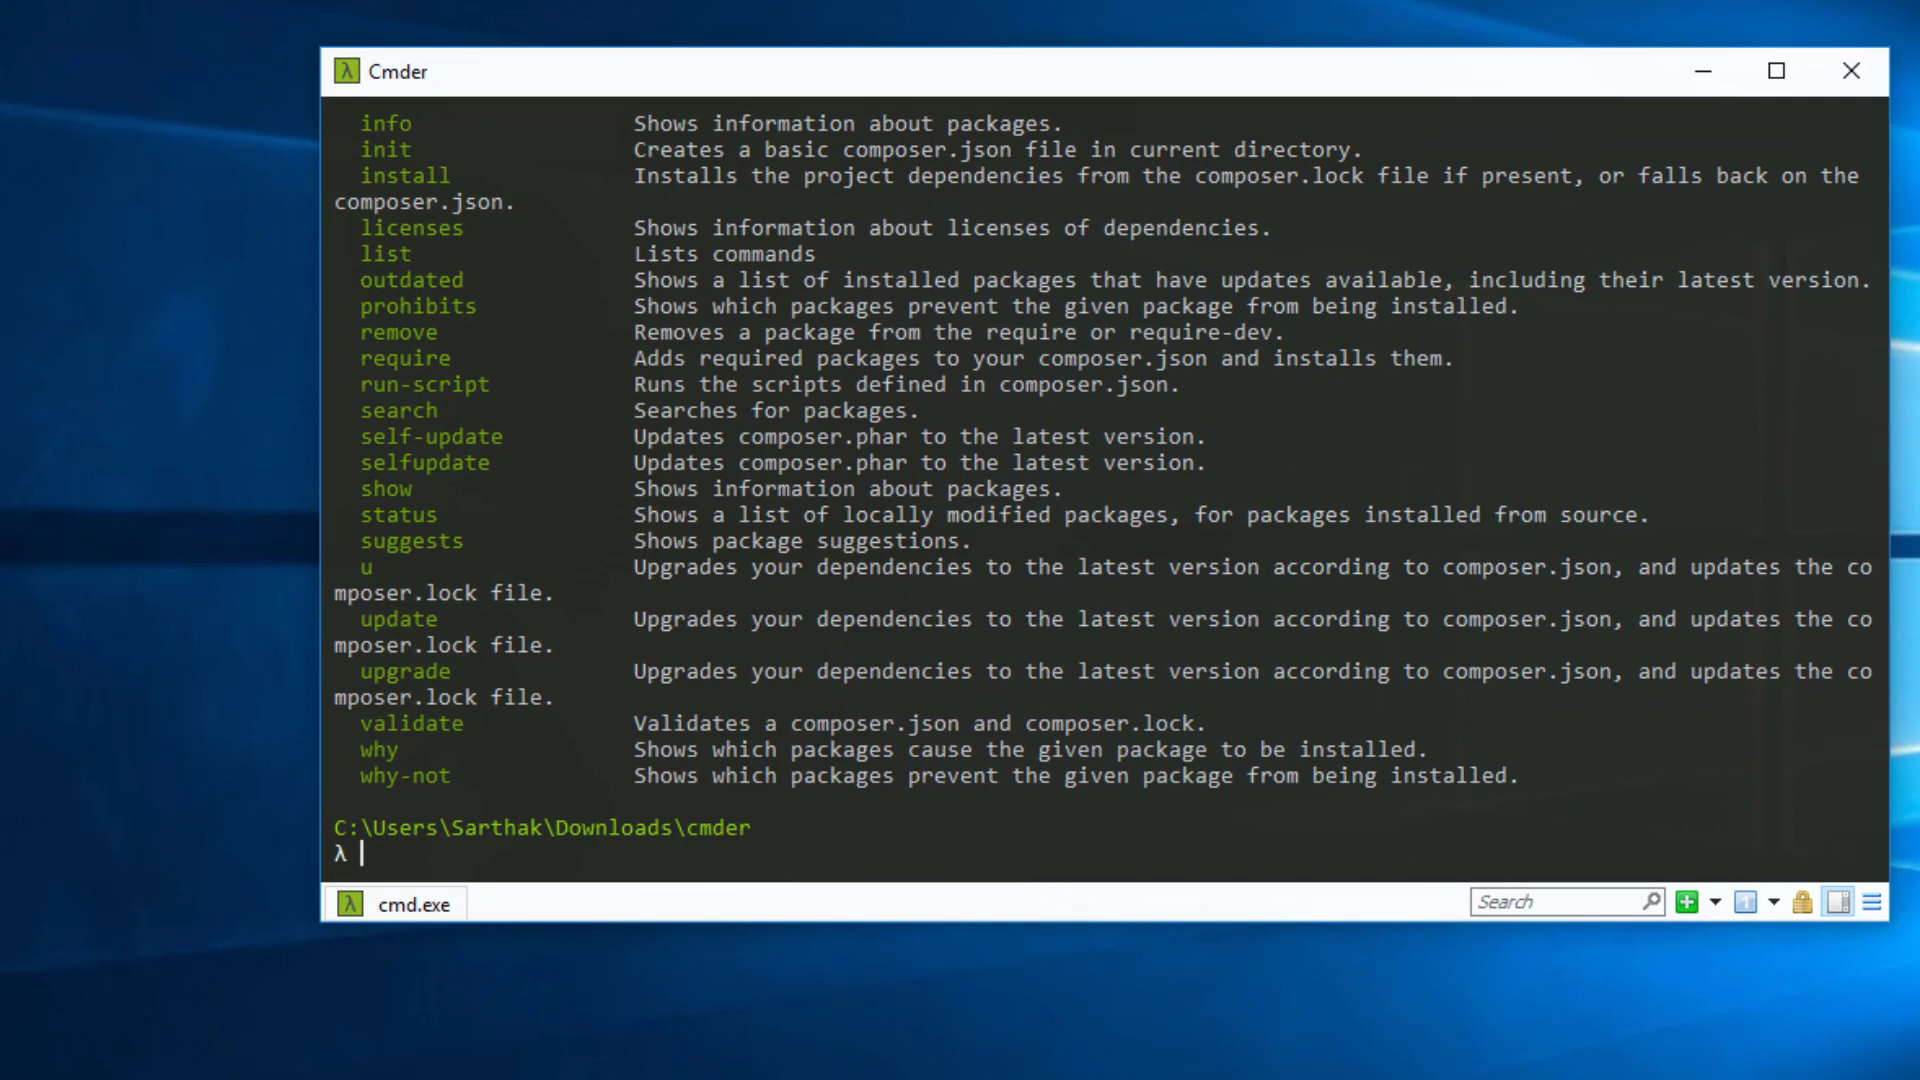 λ Cmder
info Shows information about packages.
init Creates a basic composer.json file in current directory.
install Installs the project dependencies from the composer.lock file if present, or falls back on the
composer.json.
licenses Shows information about licenses of dependencies.
list Lists commands
outdated Shows a list of installed packages that have updates available, including their latest version.
prohibits Shows which packages prevent the given package from being installed.
remove Removes a package from the require or require-dev.
require Adds required packages to your composer.json and installs them.
run-script Runs the scripts defined in composer.json.
search Searches for packages.
self-update Updates composer.phar to the latest version.
selfupdate Updates composer.phar to the latest version.
show Shows information about packages.
status Shows a list of locally modified packages, for packages installed from source.
suggests Shows package suggestions.
u Upgrades your dependencies to the latest version according to composer.json, and updates the co
mposer.lock file.
update Upgrades your dependencies to the latest version according to composer.json, and updates the co
mposer.lock file.
upgrade Upgrades your dependencies to the latest version according to composer.json, and updates the co
mposer.lock file.
validate Validates a composer.json and composer.lock.
why Shows which packages cause the given package to be installed.
why-not Shows which packages prevent the given package from being installed.
C:\Users\Sarthak\Downloads\cmder
λ
λ cmd.exe Search